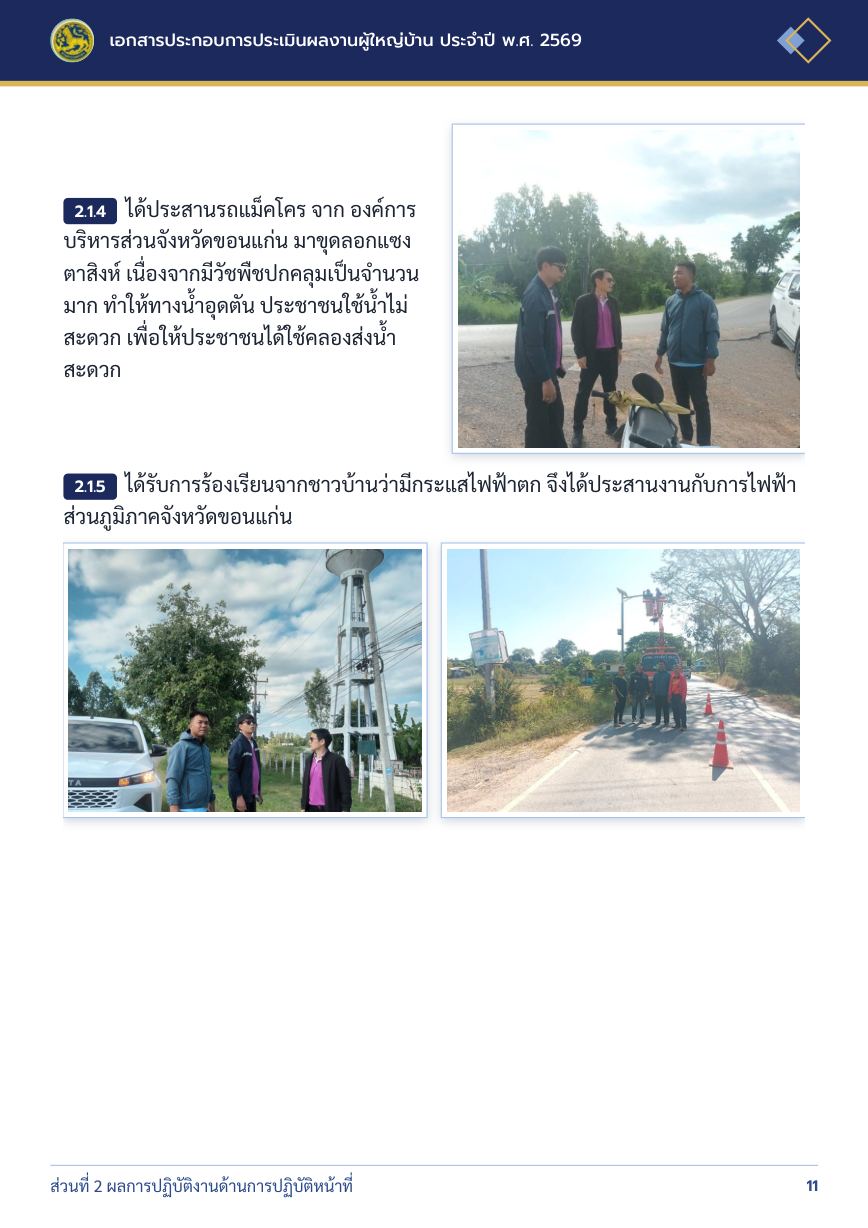 เอกสารประกอบการประเมินผลงานผู้ใหญ่บ้าน ประจำปี พ.ศ. 2569
2.1.4 ได้ประสานรถแม็คโคร จาก องค์การ
บริหารส่วนจังหวัดขอนแก่น มาขุดลอกแซง
ตาสิงห์ เนื่องจากมีวัชพืชปกคลุมเป็นจำนวน
มาก ทำให้ทางน้ำอุดตัน ประชาชนใช้น้ำไม่
สะดวก เพื่อให้ประชาชนได้ใช้คลองส่งน้ำ
สะดวก
2.1.5 ได้รับการร้องเรียนจากชาวบ้านว่ามีกระแสไฟฟ้าตก จึงได้ประสานงานกับการไฟฟ้า
ส่วนภูมิภาคจังหวัดขอนแก่น
ส่วนที่ 2 ผลการปฏิบัติงานด้านการปฏิบัติหน้าที่
11